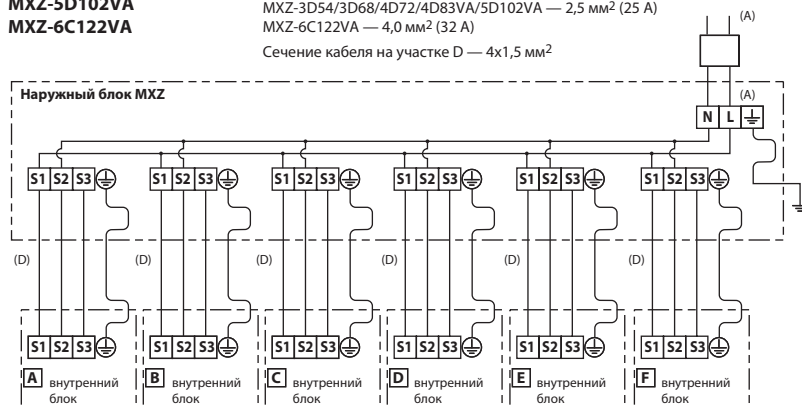 MXZ-5D102VA
MXZ-6C122VA
MXZ-3D54/3D68/4D72/4D83VA/5D102VA — 2,5 мм2 (25 А)
MXZ-6C122VA — 4,0 мм2 (32 А)
Сечение кабеля на участке D — 4x1,5 мм2
(A)
Наружный блок MXZ
(A)
N L
S1 S2 S3 S1 S2 S3 S1 S2 S3 S1 S2 S3 S1 S2 S3 S1 S2 S3
(D) (D) (D) (D) (D) (D)
S1 S2 S3 S1 S2 S3 S1 S2 S3 S1 S2 S3 S1 S2 S3 S1 S2 S3
A внутренний блок
B внутренний блок
C внутренний блок
D внутренний блок
E внутренний блок
F внутренний блок